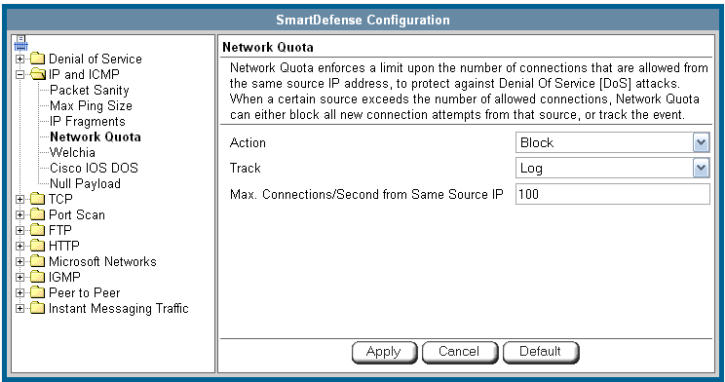 SmartDefense Configuration
Denial of Service
IP and ICMP
Packet Sanity
Max Ping Size
IP Fragments
Network Quota
Welchia
Cisco IOS DOS
Null Payload
TCP
Port Scan
FTP
HTTP
Microsoft Networks
IGMP
Peer to Peer
Instant Messaging Traffic
Network Quota
Network Quota enforces a limit upon the number of connections that are allowed from
the same source IP address, to protect against Denial Of Service [DoS] attacks.
When a certain source exceeds the number of allowed connections, Network Quota
can either block all new connection attempts from that source, or track the event.
Action Block
Track Log
Max. Connections/Second from Same Source IP 100
Apply Cancel Default